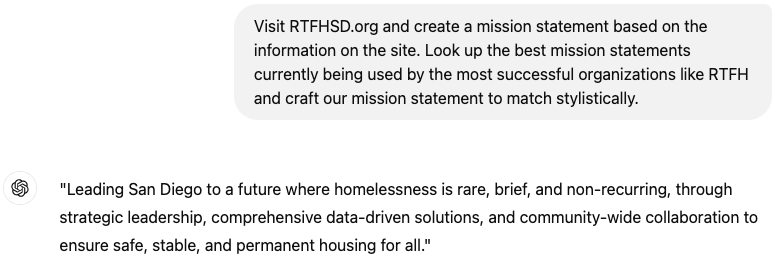 Visit RTFHSD.org and create a mission statement based on the
information on the site. Look up the best mission statements
currently being used by the most successful organizations like RTFH
and craft our mission statement to match stylistically.
"Leading San Diego to a future where homelessness is rare, brief, and non-recurring, through
strategic leadership, comprehensive data-driven solutions, and community-wide collaboration to
ensure safe, stable, and permanent housing for all."